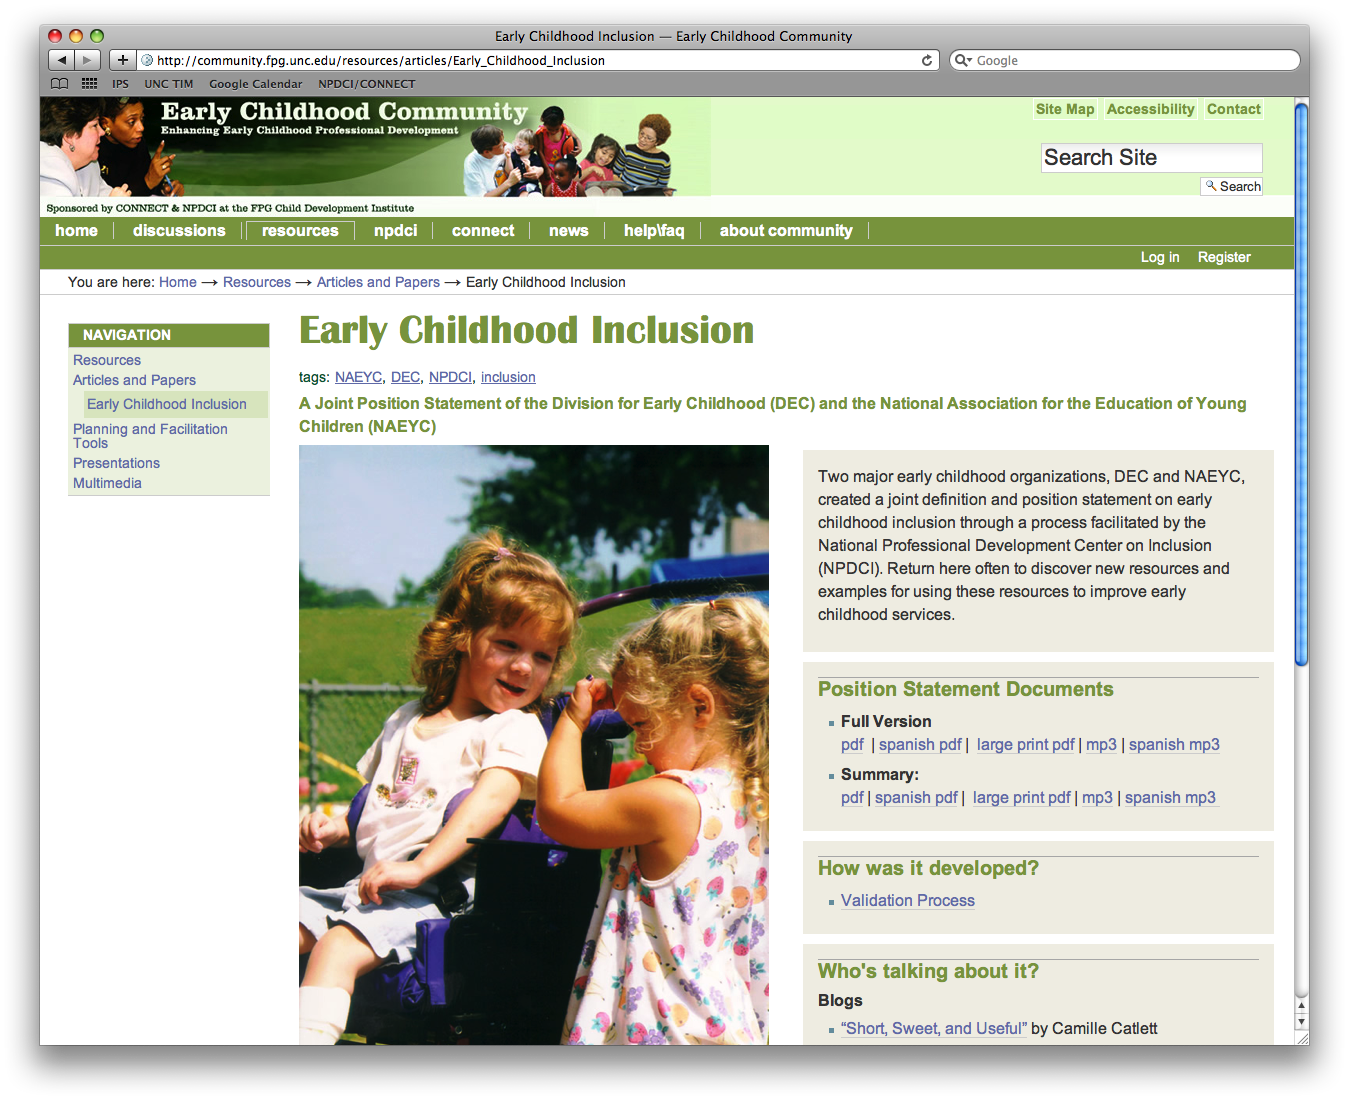 Early Childhood Inclusion — Early Childhood Community
http://community.fpg.unc.edu/resources/articles/Early_Childhood_Inclusion
Google
IPS UNC TIM Google Calendar NPDCI/CONNECT
Early Childhood Community
Enhancing Early Childhood Professional Development
Sponsored by CONNECT & NPDCI at the FPG Child Development Institute
Site Map Accessibility Contact
Search Site
Search
home discussions resources npdci connect news help\faq about community
Log in Register
You are here: Home → Resources → Articles and Papers → Early Childhood Inclusion
NAVIGATION
Resources
Articles and Papers
Early Childhood Inclusion
Planning and Facilitation
Tools
Presentations
Multimedia
Early Childhood Inclusion
tags: NAEYC, DEC, NPDCI, inclusion
A Joint Position Statement of the Division for Early Childhood (DEC) and the National Association for the Education of Young
Children (NAEYC)
Two major early childhood organizations, DEC and NAEYC,
created a joint definition and position statement on early
childhood inclusion through a process facilitated by the
National Professional Development Center on Inclusion
(NPDCI). Return here often to discover new resources and
examples for using these resources to improve early
childhood services.
Position Statement Documents
Full Version
pdf | spanish pdf | large print pdf | mp3 | spanish mp3
Summary:
pdf | spanish pdf | large print pdf | mp3 | spanish mp3
How was it developed?
Validation Process
Who's talking about it?
Blogs
“Short, Sweet, and Useful” by Camille Catlett